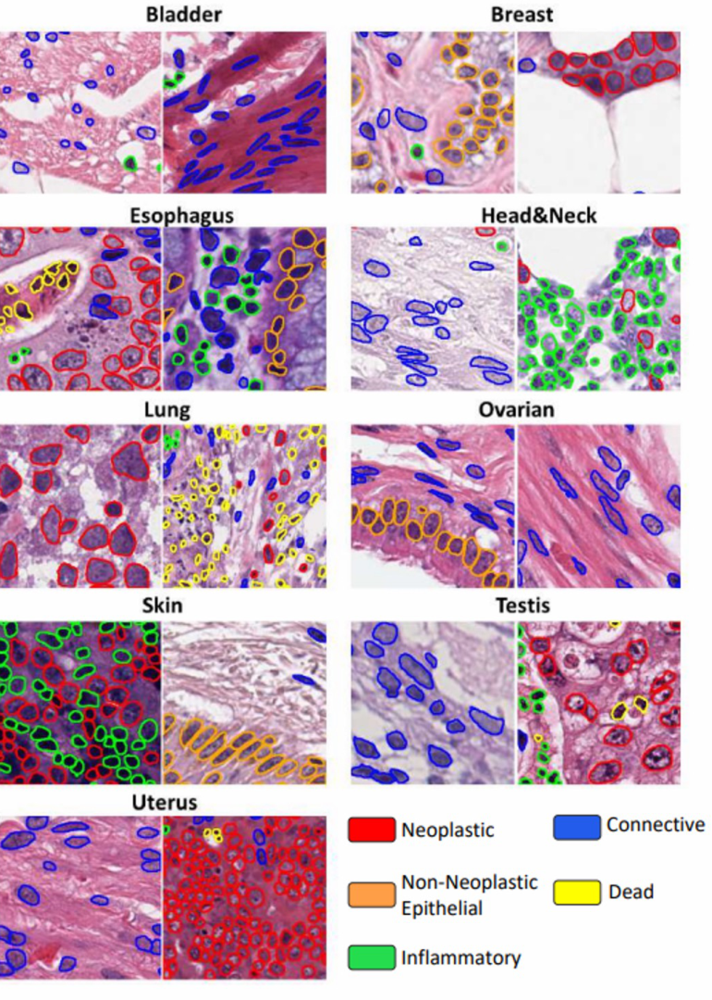 Bladder
Breast
Esophagus
Head&Neck
Lung
Ovarian
Skin
Testis
Uterus
Neoplastic
Connective
Non-Neoplastic
Epithelial
Dead
Inflammatory